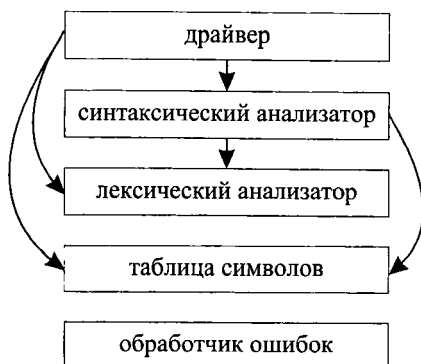 драйвер
синтаксический анализатор
лексический анализатор
таблица символов
обработчик ошибок